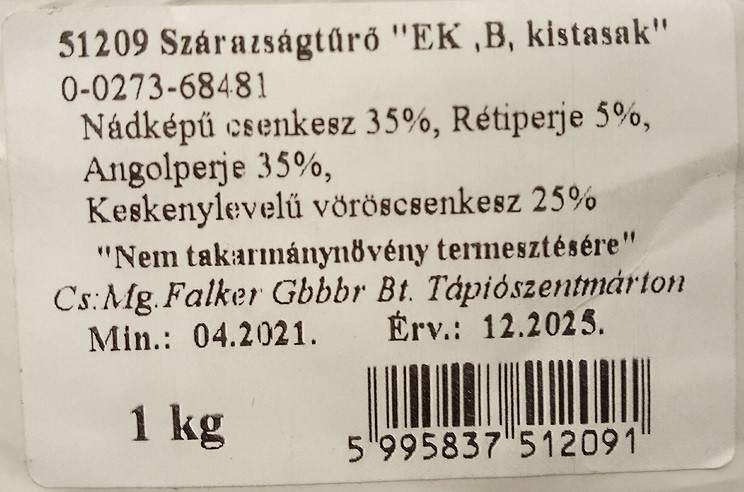 51209 Szárazságtűrő "EK ,B, kistasak"
0-0273-68481
Nádképű csenkesz 35%, Rétiperje 5%,
Angolperje 35%,
Keskenylevelű vöröscsenkesz 25%
"Nem takarmánynövény termesztésére"
Cs:Mg.Falker Gbbbr Bt. Tápiószentmárton
Min.: 04.2021. Érv.: 12.2025.
1 kg
5 995837 512091